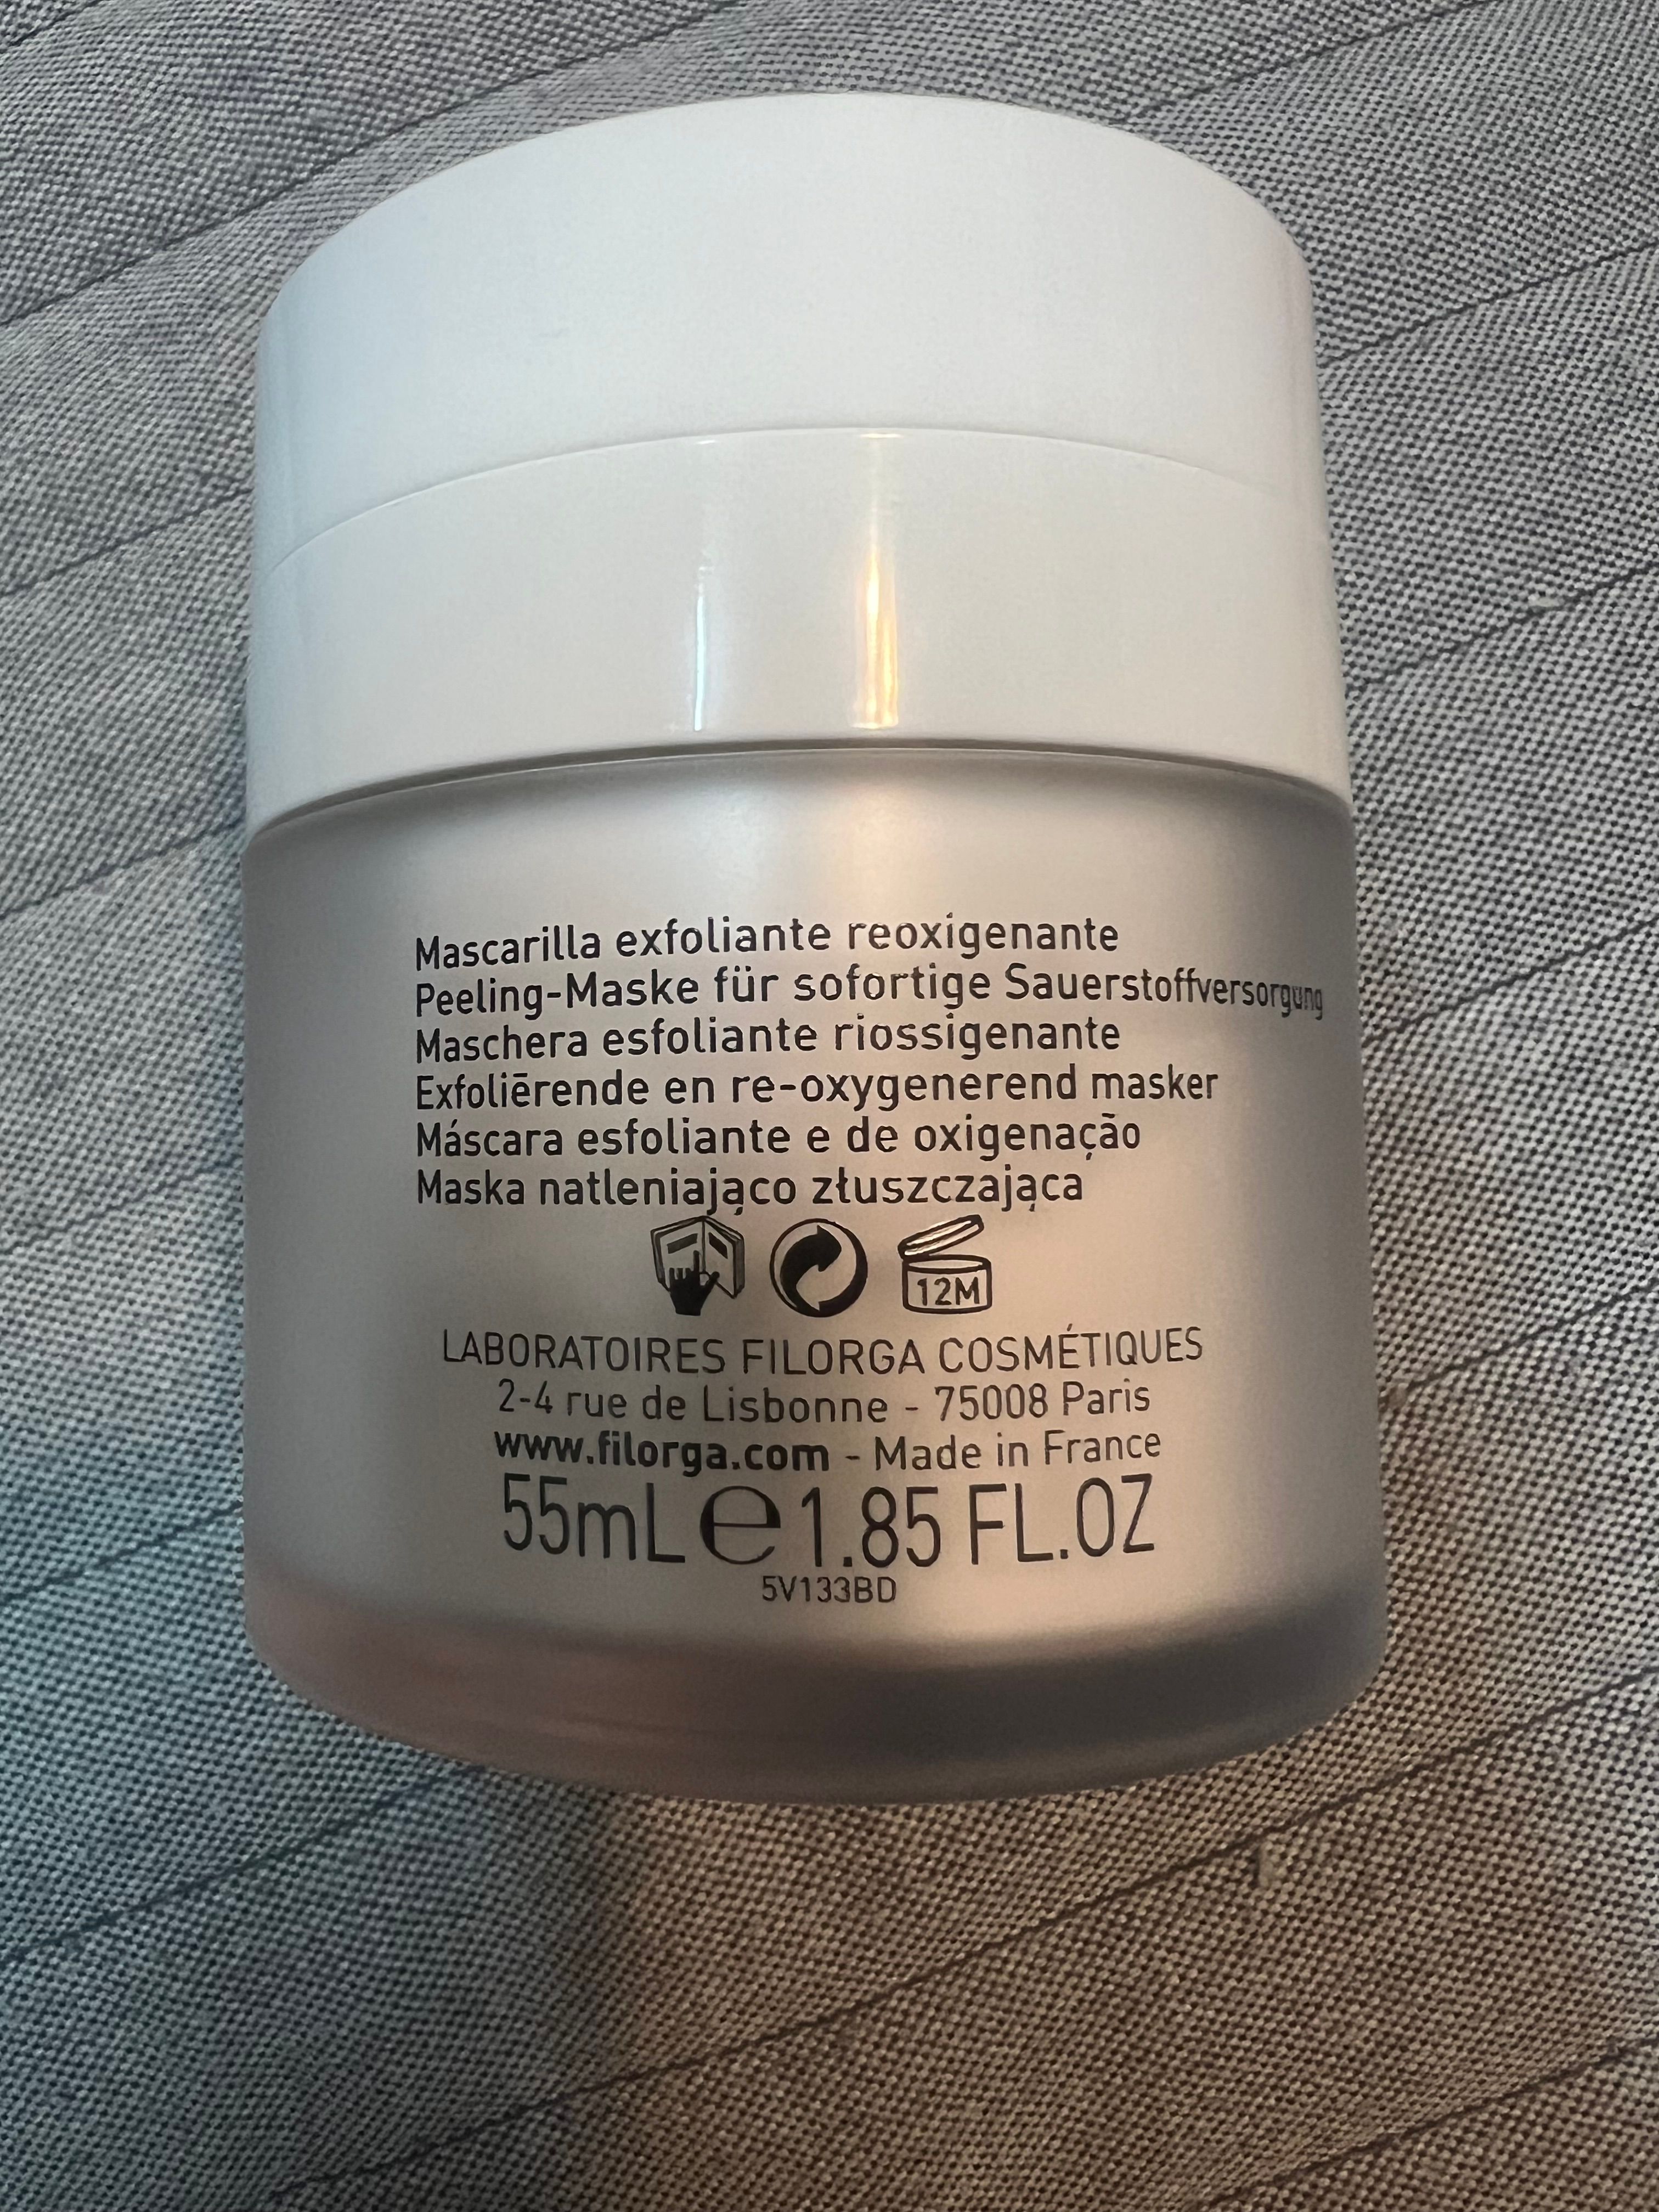 Mascarilla exfoliante reoxigenante
Peeling-Maske für sofortige Sauerstoffversorgung
Maschera esfoliante riossigenante
Exfoliērende en re-oxygenerend masker
Máscara esfoliante e de oxigenação
Maska natleniająco złuszczająca
12M
LABORATOIRES FILORGA COSMÉTIQUES
2-4 rue de Lisbonne - 75008 Paris
www.filorga.com - Made in France
55mL e 1.85 FL.OZ
5V133BD